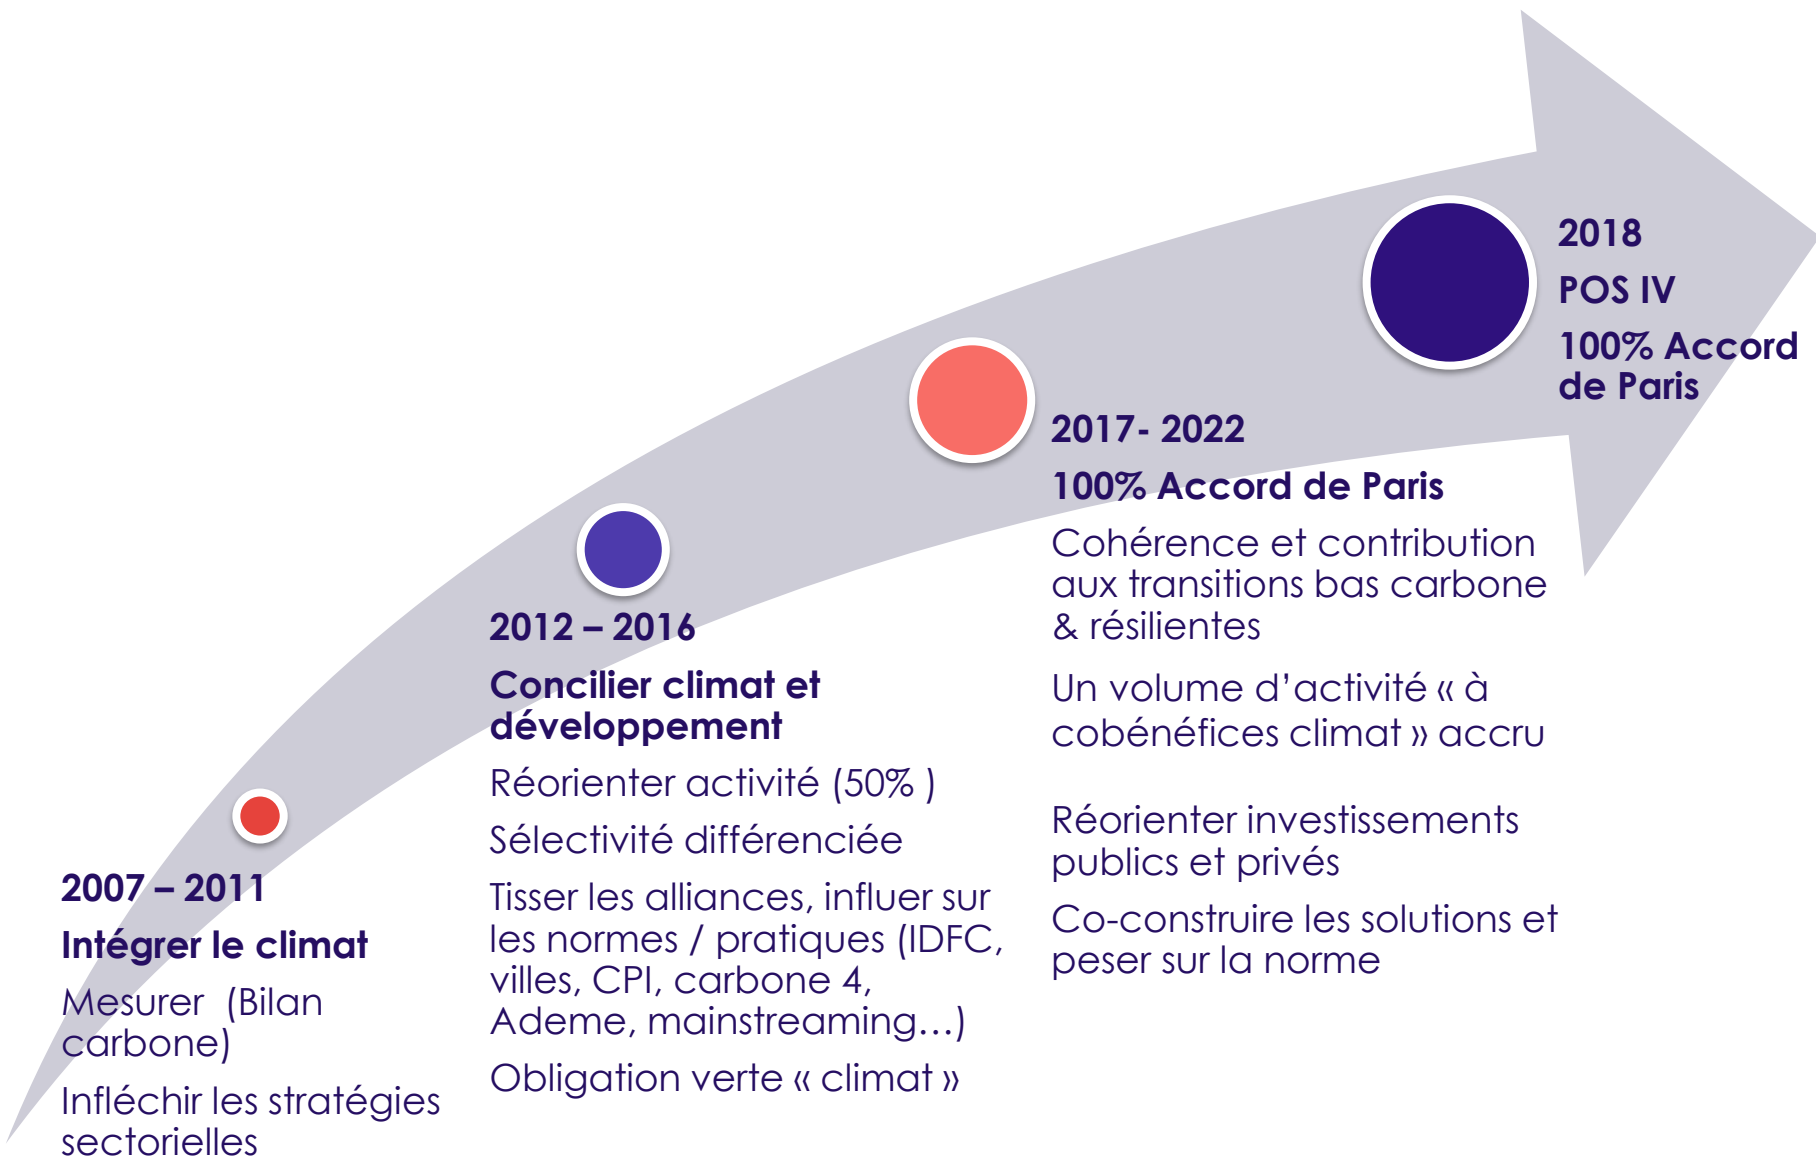 2007 – 2011
Intégrer le climat
Mesurer  (Bilan
carbone)
Infléchir les stratégies
sectorielles
2012 – 2016
Concilier climat et
développement
Réorienter activité (50% )
Sélectivité différenciée
Tisser les alliances, influer sur
les normes / pratiques (IDFC,
villes, CPI, carbone 4,
Ademe, mainstreaming…)
Obligation verte « climat »
2017- 2022
100% Accord de Paris
Cohérence et contribution
aux transitions bas carbone
& résilientes
Un volume d’activité « à
cobénéfices climat » accru
Réorienter investissements
publics et privés
Co-construire les solutions et
peser sur la norme
2018
POS IV
100% Accord
de Paris